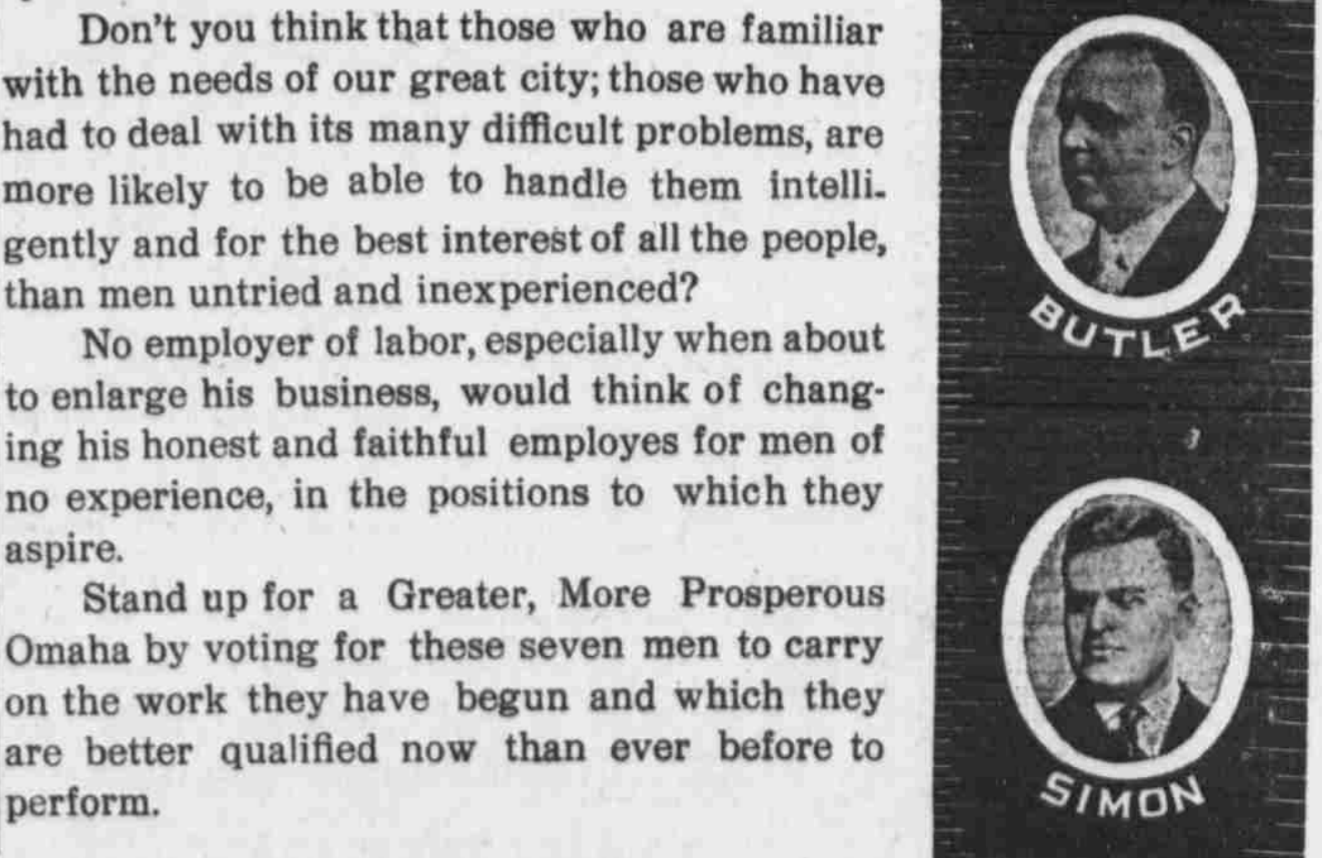 Don't you think that those who are familiar
with the needs of our great city; those who have
had to deal with its many difficult problems, are
more likely to be able to handle them intelli-
gently and for the best interest of all the people,
than men untried and inexperienced?
No employer of labor, especially when about
to enlarge his business, would think of chang-
ing his honest and faithful employes for men of
no experience, in the positions to which they
aspire.
Stand up for a Greater, More Prosperous
Omaha by voting for these seven men to carry
on the work they have begun and which they
are better qualified now than ever before to
perform.
BUTLER
SIMON